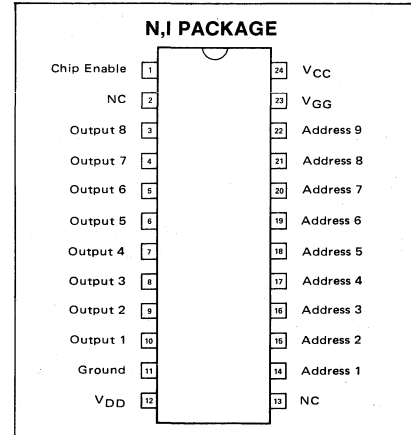 N,I PACKAGE
Chip Enable 1 24 VCC
NC 2 23 VGG
Output 8 3 22 Address 9
Output 7 4 21 Address 8
Output 6 5 20 Address 7
Output 5 6 19 Address 6
Output 4 7 18 Address 5
Output 3 8 17 Address 4
Output 2 9 16 Address 3
Output 1 10 15 Address 2
Ground 11 14 Address 1
VDD 12 13 NC